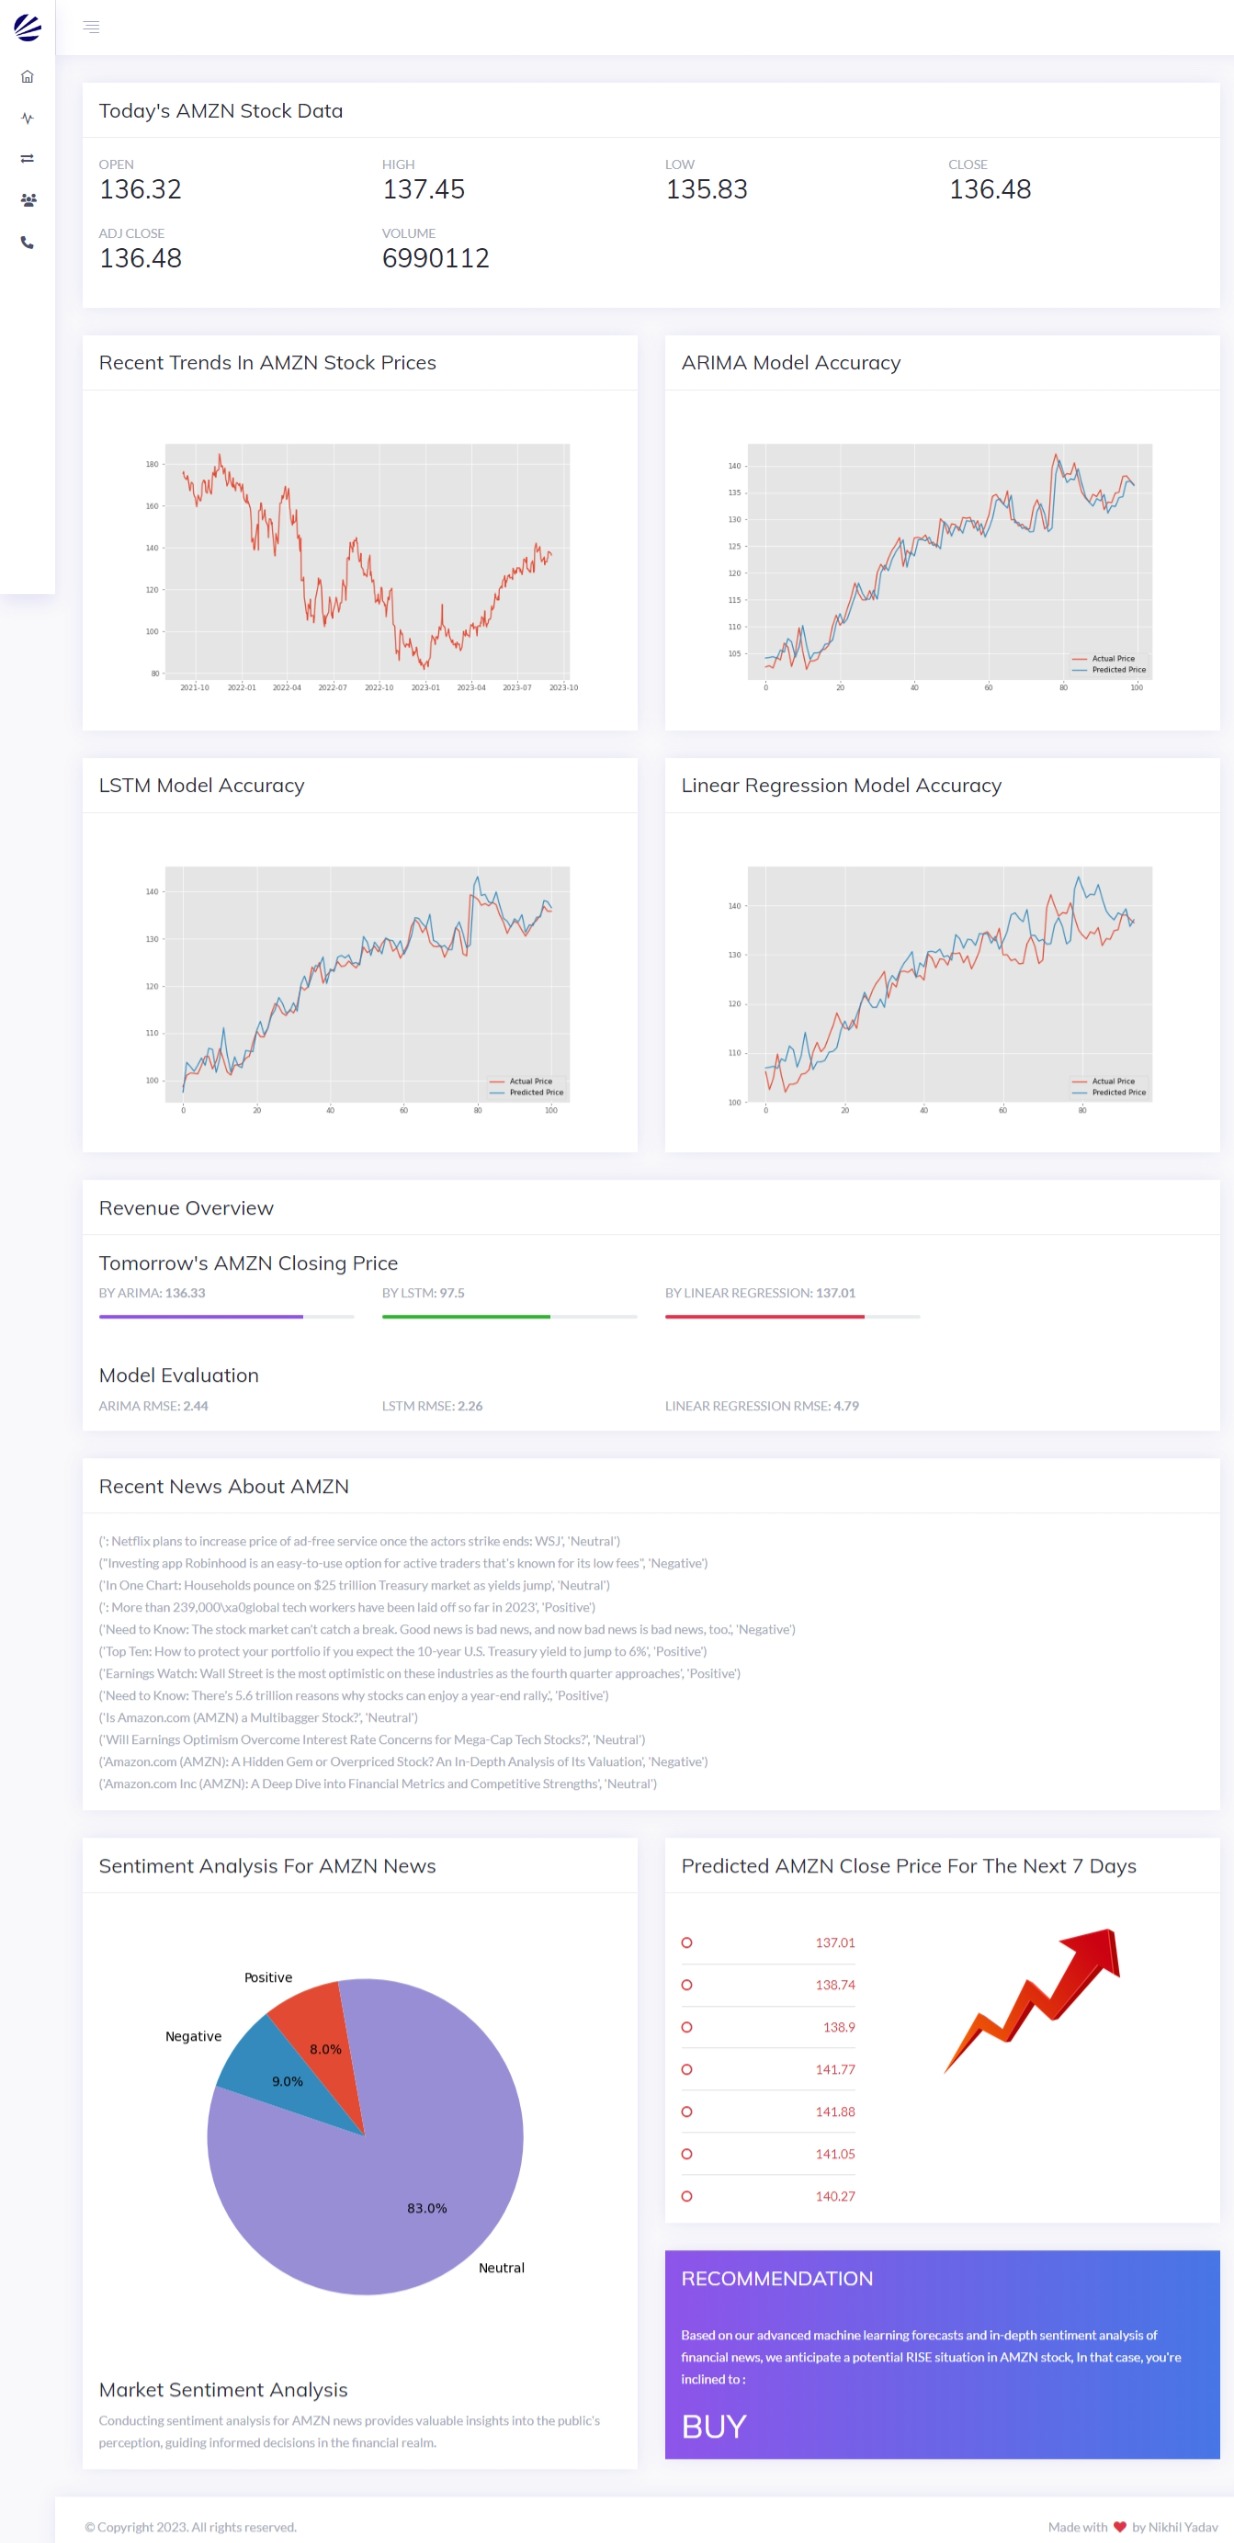 Today's AMZN Stock Data
OPEN HIGH LOW CLOSE
136.32 137.45 135.83 136.48
ADJ CLOSE VOLUME
136.48 6990112
Recent Trends In AMZN Stock Prices
180
160
140
120
100
80
2021-10 2022-01 2022-04 2022-07 2022-10 2023-01 2023-04 2023-07 2023-10
ARIMA Model Accuracy
140
135
130
125
120
115
110
105
Actual Price
Predicted Price
0 20 40 60 80 100
LSTM Model Accuracy
140
130
120
110
100
Actual Price
Predicted Price
0 20 40 60 80 100
Linear Regression Model Accuracy
140
130
120
110
100
Actual Price
Predicted Price
0 20 40 60 80
Revenue Overview
Tomorrow's AMZN Closing Price
BY ARIMA: 136.33 BY LSTM: 97.5 BY LINEAR REGRESSION: 137.01
Model Evaluation
ARIMA RMSE: 2.44 LSTM RMSE: 2.26 LINEAR REGRESSION RMSE: 4.79
Recent News About AMZN
(': Netflix plans to increase price of ad-free service once the actors strike ends: WSJ', 'Neutral')
("Investing app Robinhood is an easy-to-use option for active traders that's known for its low fees", 'Negative')
('In One Chart: Households pounce on $25 trillion Treasury market as yields jump', 'Neutral')
(': More than 239,000\xa0global tech workers have been laid off so far in 2023', 'Positive')
('Need to Know: The stock market can't catch a break. Good news is bad news, and now bad news is bad news, too.', 'Negative')
('Top Ten: How to protect your portfolio if you expect the 10-year U.S. Treasury yield to jump to 6%', 'Positive')
('Earnings Watch: Wall Street is the most optimistic on these industries as the fourth quarter approaches', 'Positive')
('Need to Know: There's 5.6 trillion reasons why stocks can enjoy a year-end rally.', 'Positive')
('Is Amazon.com (AMZN) a Multibagger Stock?', 'Neutral')
('Will Earnings Optimism Overcome Interest Rate Concerns for Mega-Cap Tech Stocks?', 'Neutral')
('Amazon.com (AMZN): A Hidden Gem or Overpriced Stock? An In-Depth Analysis of Its Valuation', 'Negative')
('Amazon.com Inc (AMZN): A Deep Dive into Financial Metrics and Competitive Strengths', 'Neutral')
Sentiment Analysis For AMZN News
Positive
Negative
8.0%
9.0%
83.0%
Neutral
Market Sentiment Analysis
Conducting sentiment analysis for AMZN news provides valuable insights into the public's
perception, guiding informed decisions in the financial realm.
Predicted AMZN Close Price For The Next 7 Days
137.01
138.74
138.9
141.77
141.88
141.05
140.27
RECOMMENDATION
Based on our advanced machine learning forecasts and in-depth sentiment analysis of
financial news, we anticipate a potential RISE situation in AMZN stock, In that case, you're
inclined to :
BUY
© Copyright 2023. All rights reserved. Made with ❤ by Nikhil Yadav